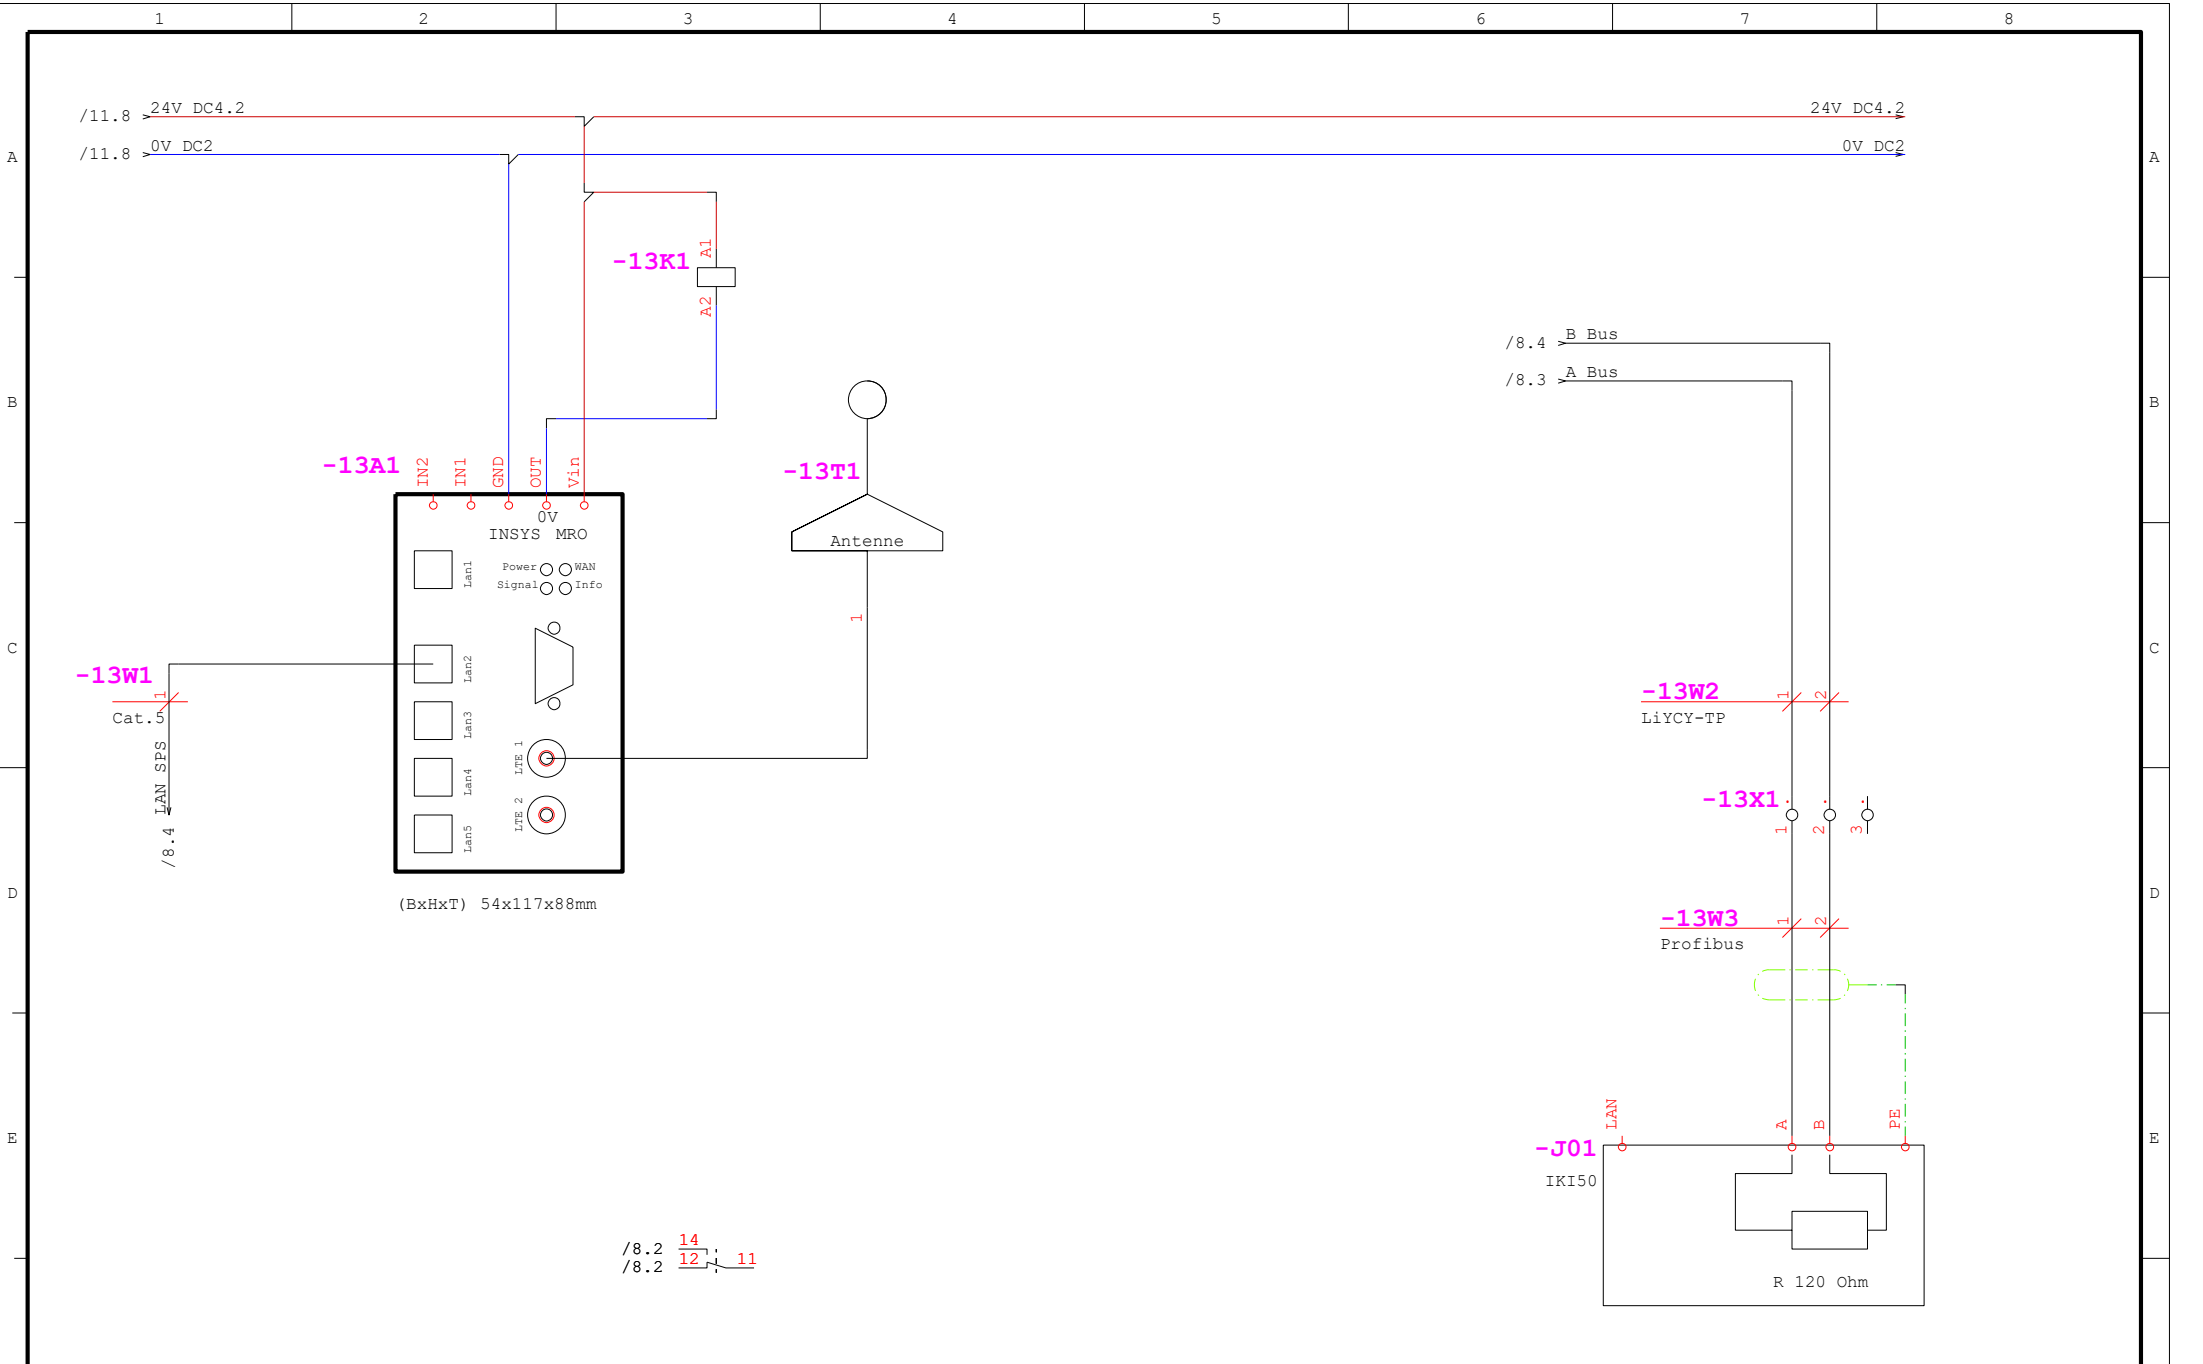 1 2 3 4 5 6 7 8
/11.8 24V DC4.2 24V DC4.2
/11.8 0V DC2 0V DC2
A A
-13K1 A1
A2
/8.4 B Bus
/8.3 A Bus
B B
-13A1 IN2 IN1 GND OUT Vin
-13T1
0V
INSYS MRO
Antenne
Power WAN
Signal Info
Lan1
1
C C
-13W1 1
Cat.5
Lan2
-13W2 1 2
LiYCY-TP
Lan3
LAN SPS
/8.4
LTE 1
Lan4
LTE 2
Lan5
-13X1 . . .
1 2 3
D D
(BxHxT) 54x117x88mm
-13W3 1 2
Profibus
LAN A B PE
E E
-J01
IKI50
/8.2 14
/8.2 12 11
R 120 Ohm